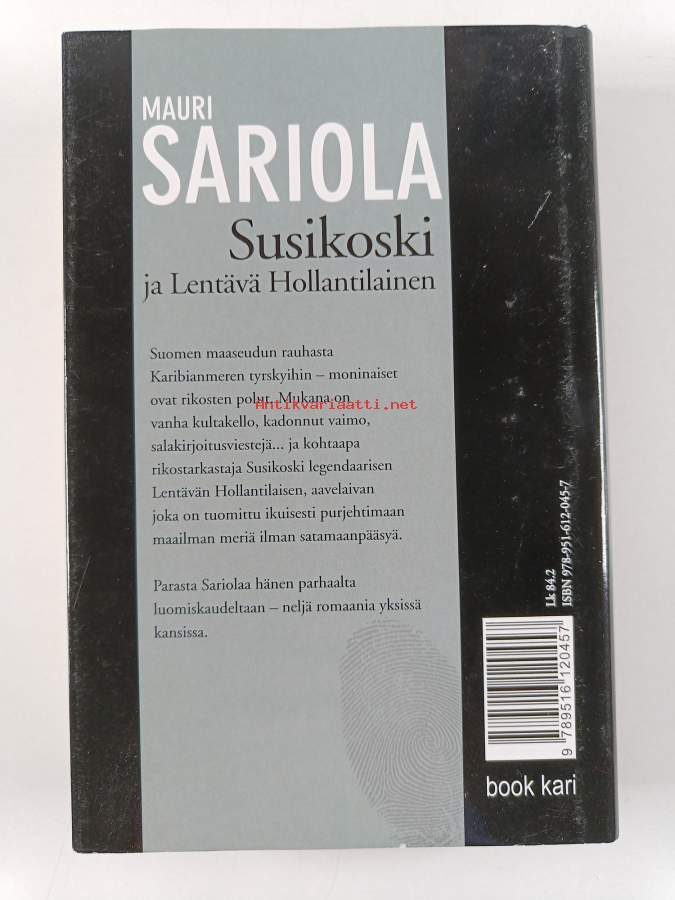 MAURI
SARIOLA
Susikoski
ja Lentävä Hollantilainen
Suomen maaseudun rauhasta
Karibianmeren tyrskyihin – moninaiset
ovat rikosten polut. Mukana on
Antikvariaatti.net
vanha kultakello, kadonnut vaimo,
salakirjoitusviestejä... ja kohtaapa
rikostarkastaja Susikoski legendaarisen
Lentävän Hollantilaisen, aavelaivan
joka on tuomittu ikuisesti purjehtimaan
maailman meriä ilman satamaanpääsyä.
Parasta Sariolaa hänen parhaalta
luomiskaudeltaan – neljä romaania yksissä
kansissa.
Lk 84.2
ISBN 978-951-612-045-7
9 789516 120457
book kari